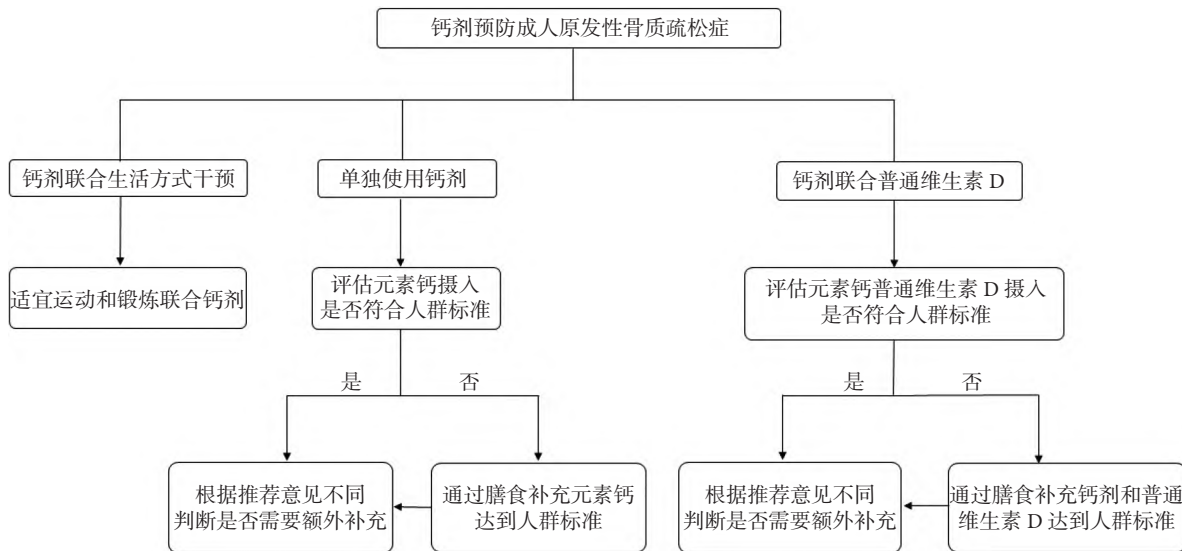 钙剂预防成人原发性骨质疏松症
钙剂联合生活方式干预
单独使用钙剂
钙剂联合普通维生素 D
适宜运动和锻炼联合钙剂
评估元素钙摄入
是否符合人群标准
评估元素钙普通维生素 D 摄入
是否符合人群标准
是
否
是
否
根据推荐意见不同
判断是否需要额外补充
通过膳食补充元素钙
达到人群标准
根据推荐意见不同
判断是否需要额外补充
通过膳食补充钙剂和普通
维生素 D 达到人群标准